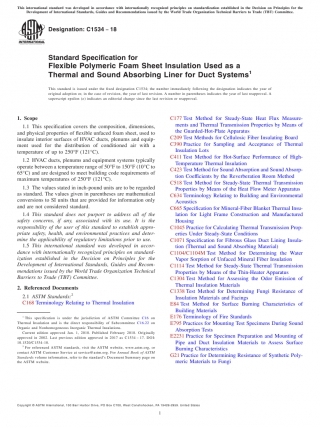 This international standard was developed in accordance with internationally recognized principles on standardization established in the Decision on Principles for the
Development of International Standards, Guides and Recommendations issued by the World Trade Organization Technical Barriers to Trade (TBT) Committee.
Designation: C1534 − 18
Standard Specification for
Flexible Polymeric Foam Sheet Insulation Used as a
Thermal and Sound Absorbing Liner for Duct Systems1
This standard is issued under the fixed designation C1534; the number immediately following the designation indicates the year of
original adoption or, in the case of revision, the year of last revision. A number in parentheses indicates the year of last reapproval. A
superscript epsilon (ε) indicates an editorial change since the last revision or reapproval.
1. Scope
1.1 This specification covers the composition, dimensions,
and physical properties of flexible cellular foam sheet, used to
insulate interior surfaces of HVAC ducts, plenums and equip-
ment used for the distribution of conditioned air with a
temperature of up to 250°F (121°C).
1.2 HVAC ducts, plenums and equipment systems typically
operate between a temperature range of 50°F to 150°F (10°C to
65°C) and are designed to meet building code requirements of
maximum temperatures of 250°F (121°C).
1.3 The values stated in inch-pound units are to be regarded
as standard. The values given in parentheses are mathematical
conversions to SI units that are provided for information only
and are not considered standard.
1.4 This standard does not purport to address all of the
safety concerns, if any, associated with its use. It is the
responsibility of the user of this standard to establish appro-
priate safety, health, and environmental practices and deter-
mine the applicability of regulatory limitations prior to use.
1.5 This international standard was developed in accor-
dance with internationally recognized principles on standard-
ization established in the Decision on Principles for the
Development of International Standards, Guides and Recom-
mendations issued by the World Trade Organization Technical
Barriers to Trade (TBT) Committee.
2. Referenced Documents
2.1 ASTM Standards:2
C168 Terminology Relating to Thermal Insulation
1 This specification is under the jurisdiction of ASTM Committee C16 on
Thermal Insulation and is the direct responsibility of Subcommittee C16.22 on
Organic and Nonhomogeneous Inorganic Thermal Insulations.
Current edition approved Jan. 1, 2018. Published February 2018. Originally
approved in 2002. Last previous edition approved in 2017 as C1534 – 17. DOI:
10.1520/C1534-18.
2 For referenced ASTM standards, visit the ASTM website, www.astm.org, or
contact ASTM Customer Service at service@astm.org. For Annual Book of ASTM
Standards volume information, refer to the standard's Document Summary page on
the ASTM website.
C177 Test Method for Steady-State Heat Flux Measure-
ments and Thermal Transmission Properties by Means of
the Guarded-Hot-Plate Apparatus
C209 Test Methods for Cellulosic Fiber Insulating Board
C390 Practice for Sampling and Acceptance of Thermal
Insulation Lots
C411 Test Method for Hot-Surface Performance of High-
Temperature Thermal Insulation
C423 Test Method for Sound Absorption and Sound Absorp-
tion Coefficients by the Reverberation Room Method
C518 Test Method for Steady-State Thermal Transmission
Properties by Means of the Heat Flow Meter Apparatus
C634 Terminology Relating to Building and Environmental
Acoustics
C665 Specification for Mineral-Fiber Blanket Thermal Insu-
lation for Light Frame Construction and Manufactured
Housing
C1045 Practice for Calculating Thermal Transmission Prop-
erties Under Steady-State Conditions
C1071 Specification for Fibrous Glass Duct Lining Insula-
tion (Thermal and Sound Absorbing Material)
C1104/C1104M Test Method for Determining the Water
Vapor Sorption of Unfaced Mineral Fiber Insulation
C1114 Test Method for Steady-State Thermal Transmission
Properties by Means of the Thin-Heater Apparatus
C1304 Test Method for Assessing the Odor Emission of
Thermal Insulation Materials
C1338 Test Method for Determining Fungi Resistance of
Insulation Materials and Facings
E84 Test Method for Surface Burning Characteristics of
Building Materials
E176 Terminology of Fire Standards
E795 Practices for Mounting Test Specimens During Sound
Absorption Tests
E2231 Practice for Specimen Preparation and Mounting of
Pipe and Duct Insulation Materials to Assess Surface
Burning Characteristics
G21 Practice for Determining Resistance of Synthetic Poly-
meric Materials to Fungi
Copyright © ASTM International, 100 Barr Harbor Drive, PO Box C700, West Conshohocken, PA 19428-2959. United States
1